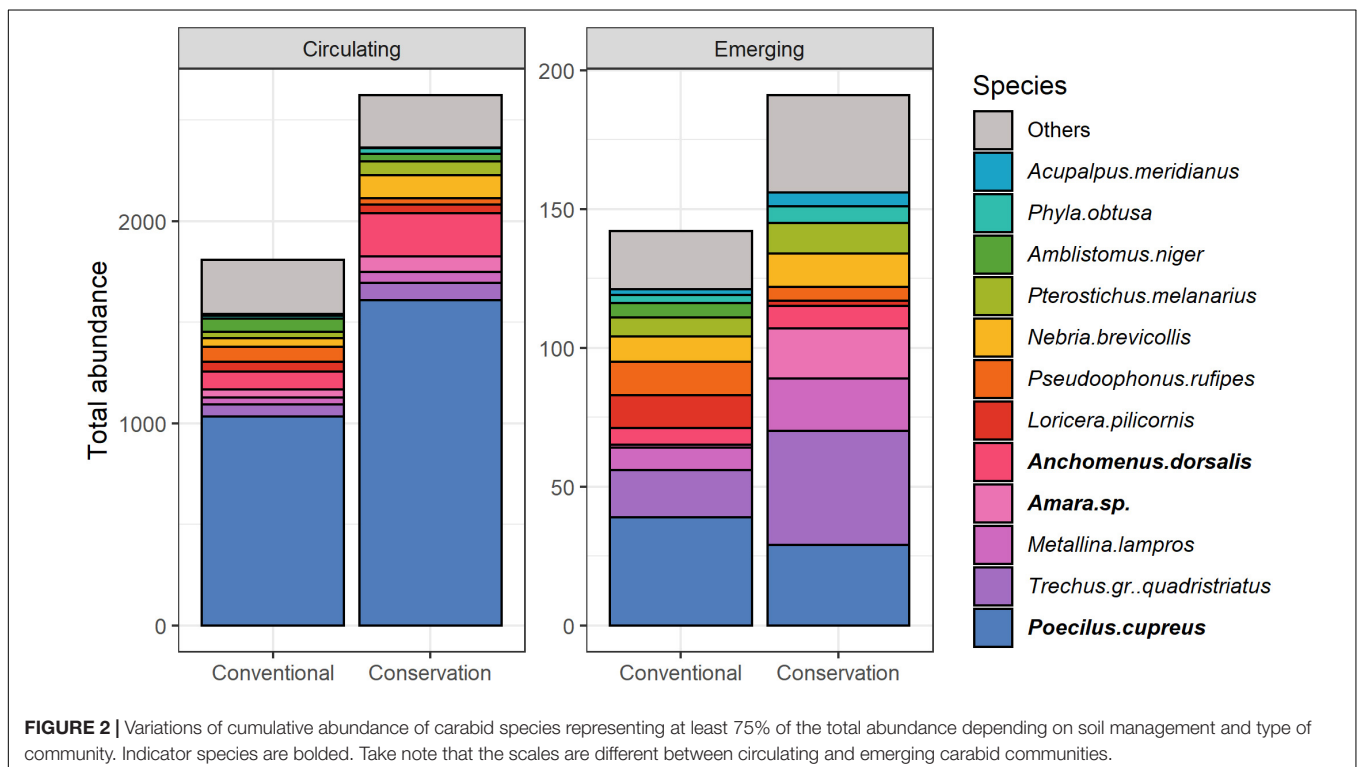 Circulating
Emerging
Total abundance
2000
1000
0
200
150
100
50
0
Conventional
Conservation
Conventional
Conservation
Species
Others
Acupalpus.meridianus
Phyla.obtusa
Amblistomus.niger
Pterostichus.melanarius
Nebria.brevicollis
Pseudoophonus.rufipes
Loricera.pilicornis
Anchomenus.dorsalis
Amara.sp.
Metallina.lampros
Trechus.gr..quadristriatus
Poecilus.cupreus
FIGURE 2 | Variations of cumulative abundance of carabid species representing at least 75% of the total abundance depending on soil management and type of
community. Indicator species are bolded. Take note that the scales are different between circulating and emerging carabid communities.